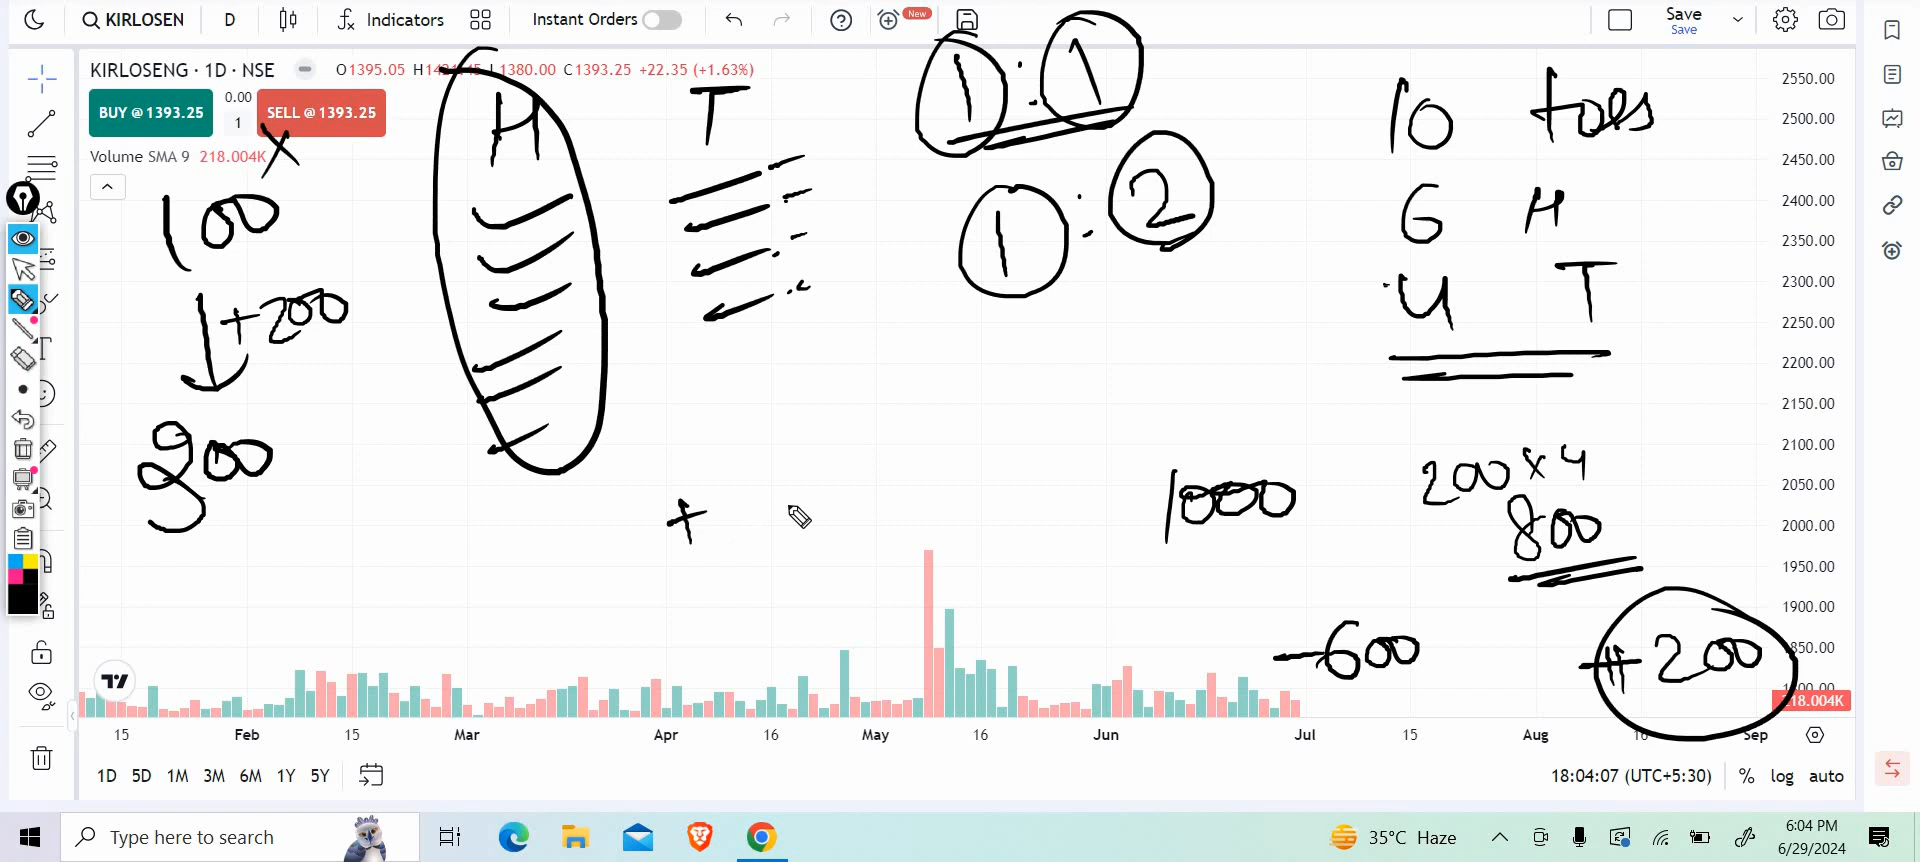 KIRLOSEN D Indicators Instant Orders New Save
Save
KIRLOSENG · 1D · NSE O1395.05 L1380.00 C1393.25 +22.35 (+1.63%)
BUY @ 1393.25 0.00 SELL @ 1393.25
1
Volume SMA 9 218.004K
X
100
+200
300
H T
1 : 1
1 : 2
10 toss
6 H
4 T
1000 200 x 4
800
-600 +200
+
2550.00
2500.00
2450.00
2400.00
2350.00
2300.00
2250.00
2200.00
2150.00
2100.00
2050.00
2000.00
1950.00
1900.00
218.004K
15 Feb 15 Mar Apr 16 May 16 Jun Jul 15 Aug 16 Sep
1D 5D 1M 3M 6M 1Y 5Y 18:04:07 (UTC+5:30) % log auto
Type here to search 35°C Haze 6:04 PM
6/29/2024